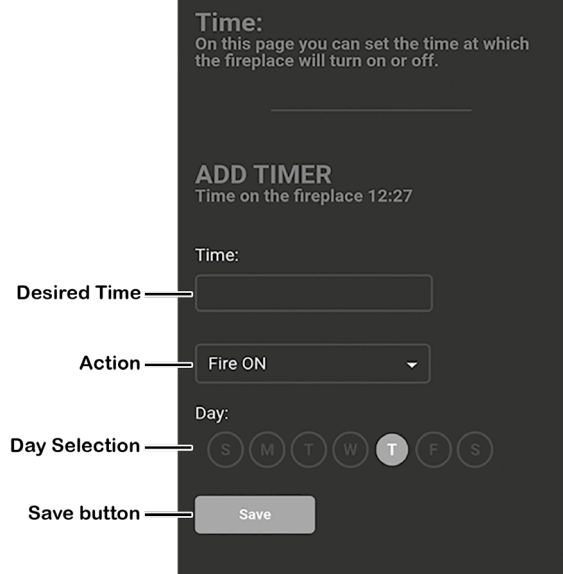 Time:
On this page you can set the time at which
the fireplace will turn on or off.
ADD TIMER
Time on the fireplace 12:27
Time:
Desired Time
Action
Fire ON
Day:
Day Selection
S M T W T F S
Save button
Save